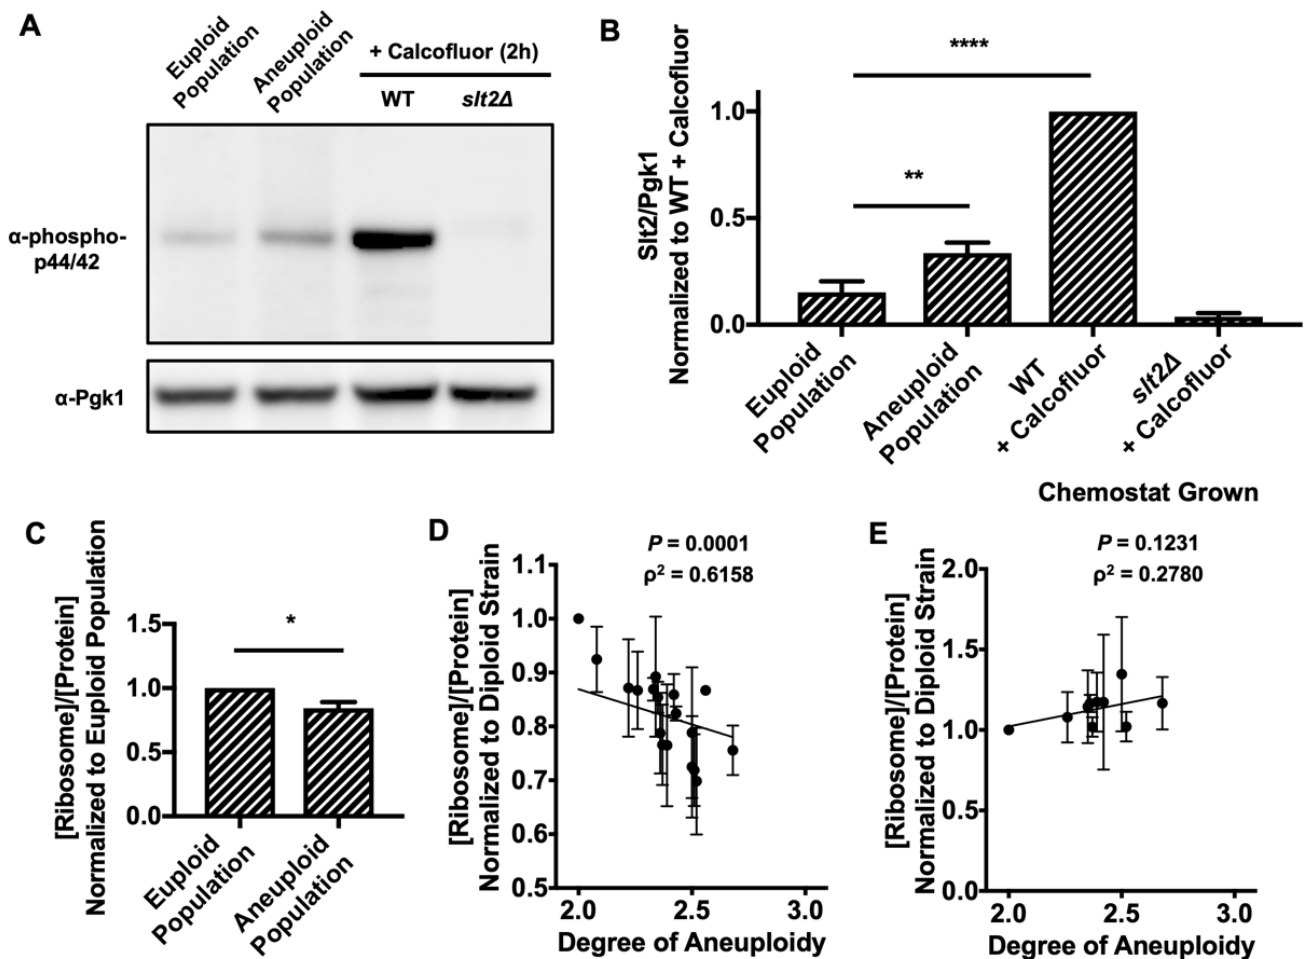 A
Euploid
Population
Aneuploid
Population
+ Calcofluor (2h)
WT
slt2Δ
α-phospho-
p44/42
α-Pgk1
B
Slt2/Pgk1
Normalized to WT + Calcofluor
1.0
0.5
0.0
****
**
Euploid
Population
Aneuploid
Population
WT
+ Calcofluor
slt2Δ
+ Calcofluor
C
[Ribosome]/[Protein]
Normalized to Euploid Population
1.5
1.0
0.5
0.0
*
Euploid
Population
Aneuploid
Population
D
P = 0.0001
ρ² = 0.6158
[Ribosome]/[Protein]
Normalized to Diploid Strain
1.1
1.0
0.9
0.8
0.7
0.6
0.5
2.0 2.5 3.0
Degree of Aneuploidy
Chemostat Grown
E
P = 0.1231
ρ² = 0.2780
[Ribosome]/[Protein]
Normalized to Diploid Strain
2.0
1.5
1.0
0.5
0.0
2.0 2.5 3.0
Degree of Aneuploidy